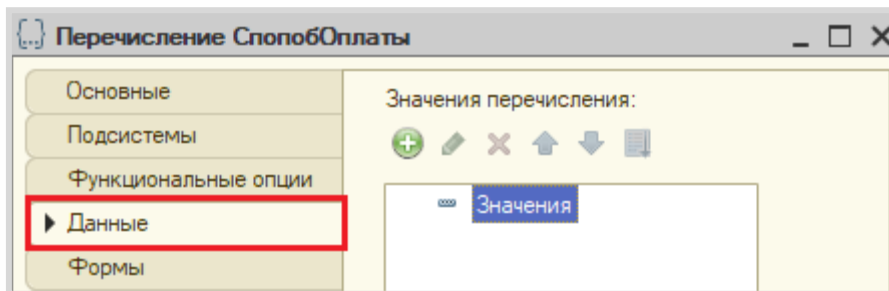 Перечисление СпопобОплаты
Основные
Подсистемы
Функциональные опции
Данные
Формы
Значения перечисления:
Значения